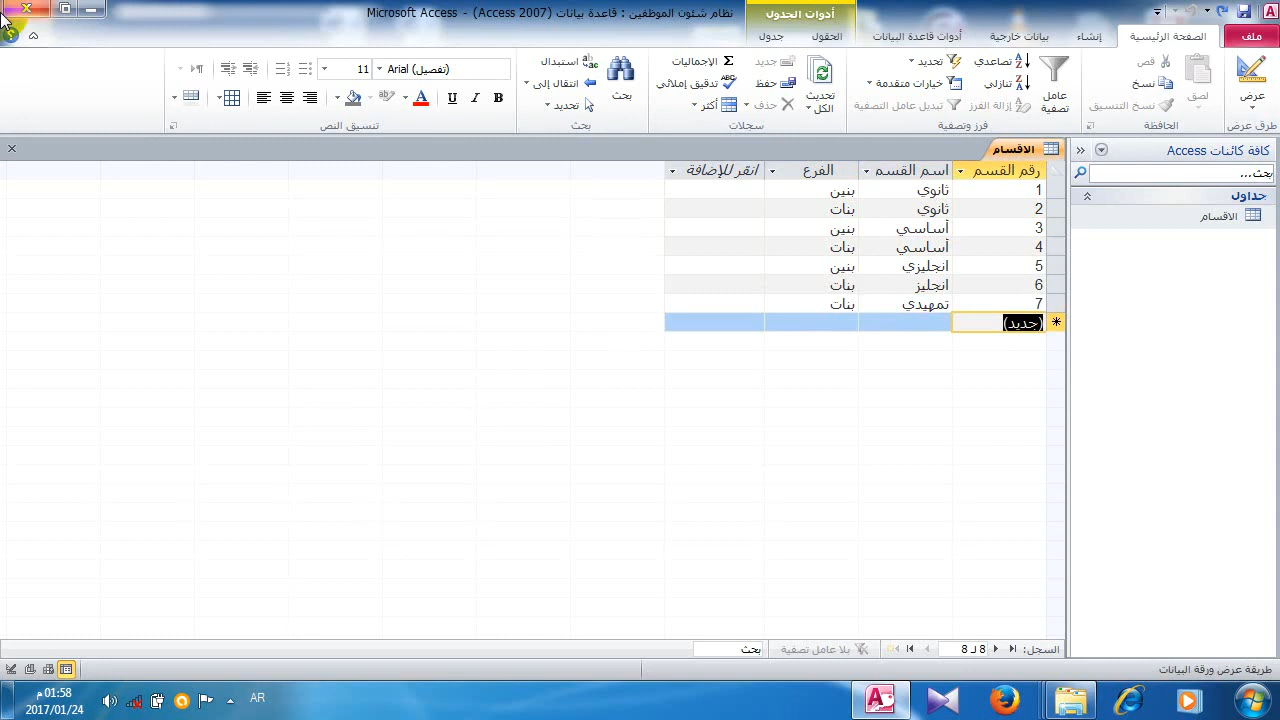 نظام شئون الموظفين : قاعدة بيانات (Access 2007) - Microsoft Access
أدوات الجدول
ملف الصفحة الرئيسية إنشاء بيانات خارجية أدوات قاعدة البيانات الحقول جدول
عرض
طرق عرض
لصق
قص
نسخ
نسخ التنسيق
الحافظة
عامل تصفية
تصاعدي
تنازلي
إزالة الفرز
تحديد
خيارات متقدمة
تبديل عامل التصفية
فرز وتصفية
تحديث الكل
جديد
حفظ
حذف
الإجماليات
تدقيق إملائي
أكثر
سجلات
بحث
استبدال
الانتقال إلى
تحديد
بحث
Arial (تفصيل) 11
B I U A
تنسيق النص
كافة كائنات Access
بحث...
جداول
الاقسام
الاقسام
رقم القسم اسم القسم الفرع انقر للإضافة
1 ثانوي بنين
2 ثانوي بنات
3 أساسي بنين
4 أساسي بنات
5 انجليزي بنين
6 انجليز بنات
7 تمهيدي بنات
(جديد)
السجل: 8 لـ 8 بلا عامل تصفية بحث
طريقة عرض ورقة البيانات
AR
01:58 م
2017/01/24